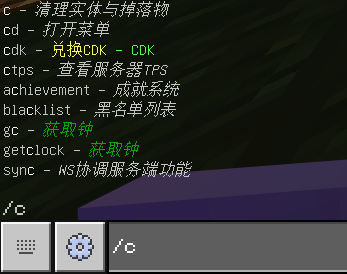 c - 清理实体与掉落物
cd - 打开菜单
cdk - 兑换CDK - CDK
ctps - 查看服务器TPS
achievement - 成就系统
blacklist - 黑名单列表
gc - 获取钟
getclock - 获取钟
sync - WS协调服务端功能
/c
/c